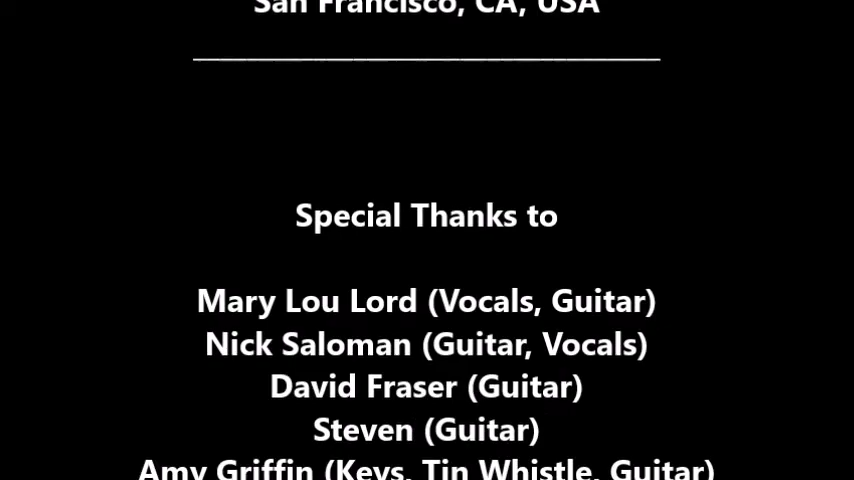 San Francisco, CA, USA
Special Thanks to
Mary Lou Lord (Vocals, Guitar)
Nick Saloman (Guitar, Vocals)
David Fraser (Guitar)
Steven (Guitar)
Amy Griffin (Keys, Tin Whistle, Guitar)